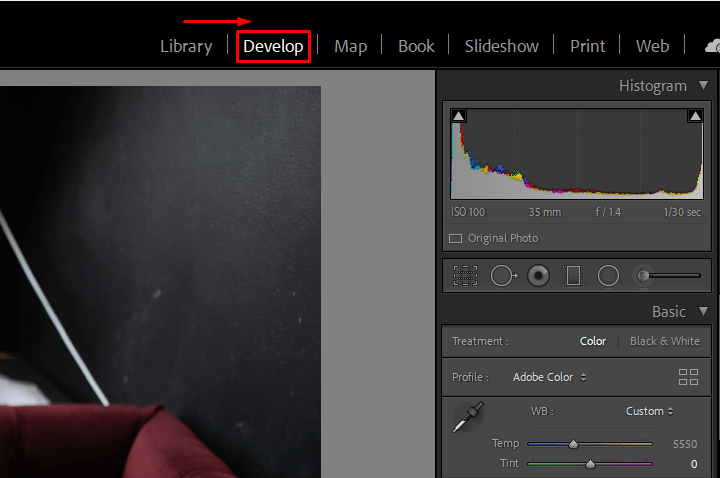 Library Develop Map Book Slideshow Print Web
Histogram
ISO 100 35 mm f / 1.4 1/30 sec
Original Photo
Basic
Treatment : Color Black & White
Profile : Adobe Color
WB : Custom
Temp 5550
Tint 0